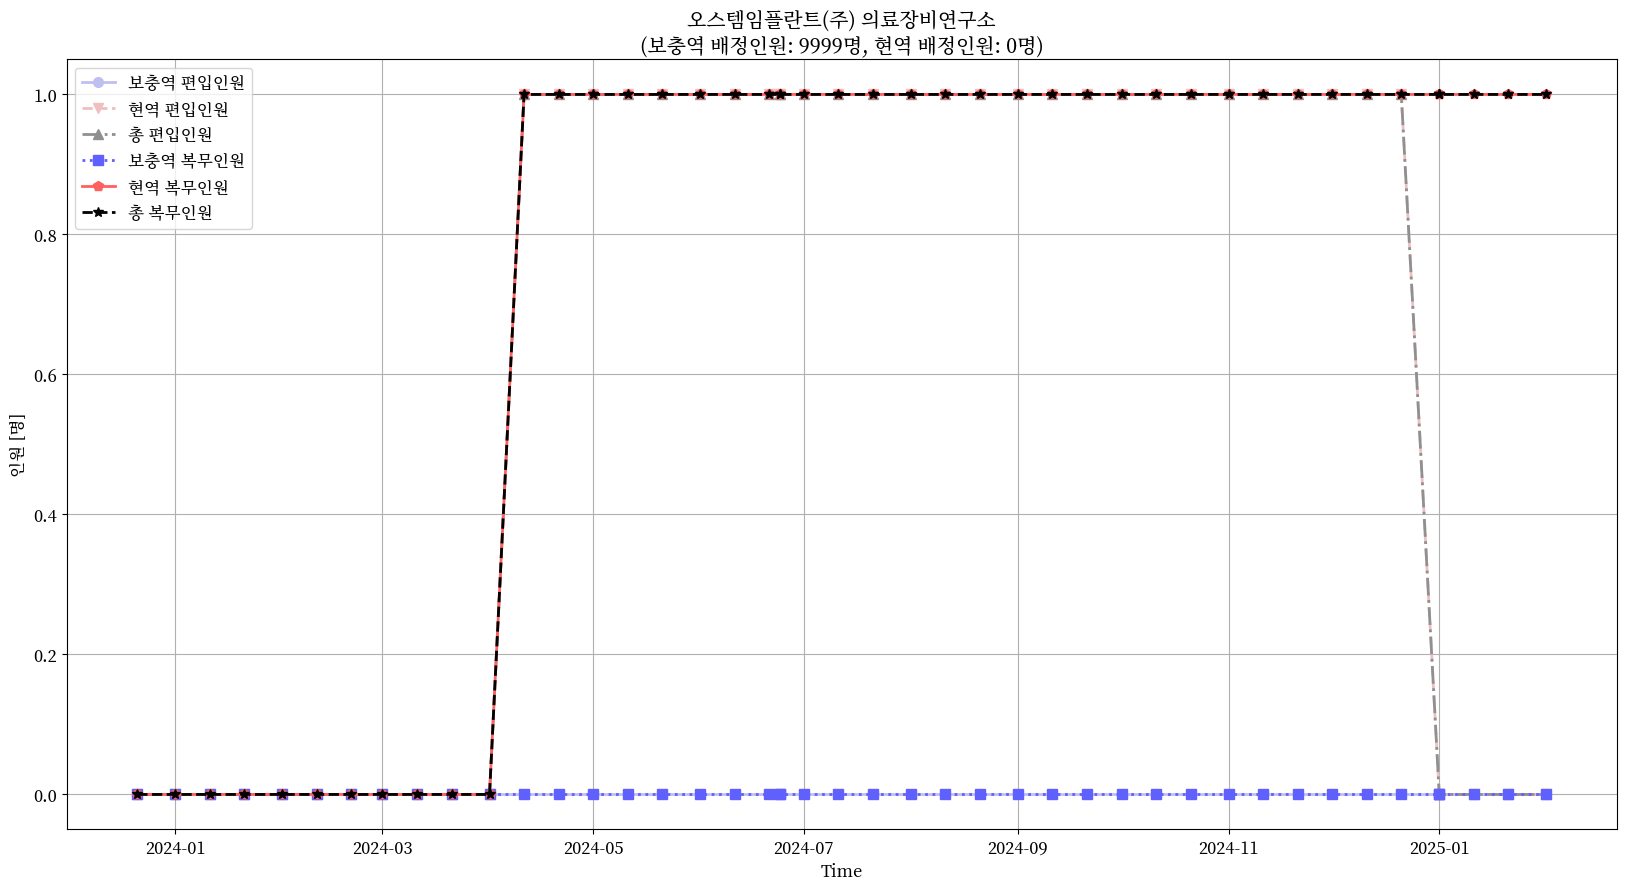 오스템임플란트(주) 의료장비연구소
(보충역 배정인원: 9999명, 현역 배정인원: 0명)
보충역 편입인원
현역 편입인원
총 편입인원
보충역 복무인원
현역 복무인원
총 복무인원
1.0
0.8
0.6
0.4
0.2
0.0
인원 [명]
2024-01
2024-03
2024-05
2024-07
2024-09
2024-11
2025-01
Time